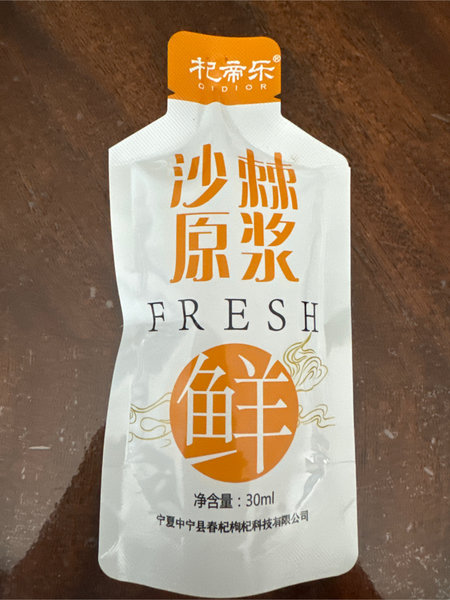 杞帝乐®
QIDIOR
沙棘
原浆
FRESH
鲜
净含量：30ml
宁夏中宁县春杞枸杞科技有限公司